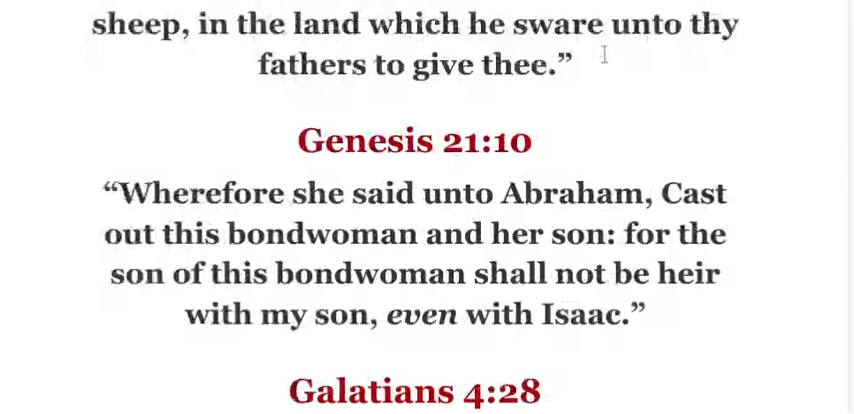 sheep, in the land which he sware unto thy
fathers to give thee.”
Genesis 21:10
“Wherefore she said unto Abraham, Cast
out this bondwoman and her son: for the
son of this bondwoman shall not be heir
with my son, even with Isaac.”
Galatians 4:28